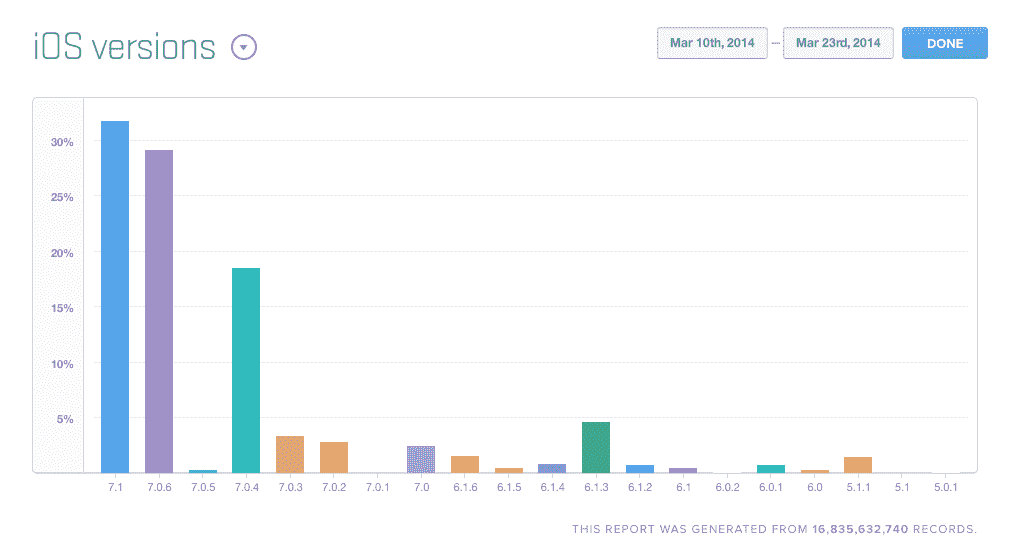 iOS versions
Mar 10th, 2014 – Mar 23rd, 2014 DONE
30%
25%
20%
15%
10%
5%
7.1 7.0.6 7.0.5 7.0.4 7.0.3 7.0.2 7.0.1 7.0 6.1.6 6.1.5 6.1.4 6.1.3 6.1.2 6.1 6.0.2 6.0.1 6.0 5.1.1 5.1 5.0.1
THIS REPORT WAS GENERATED FROM 16,835,632,740 RECORDS.